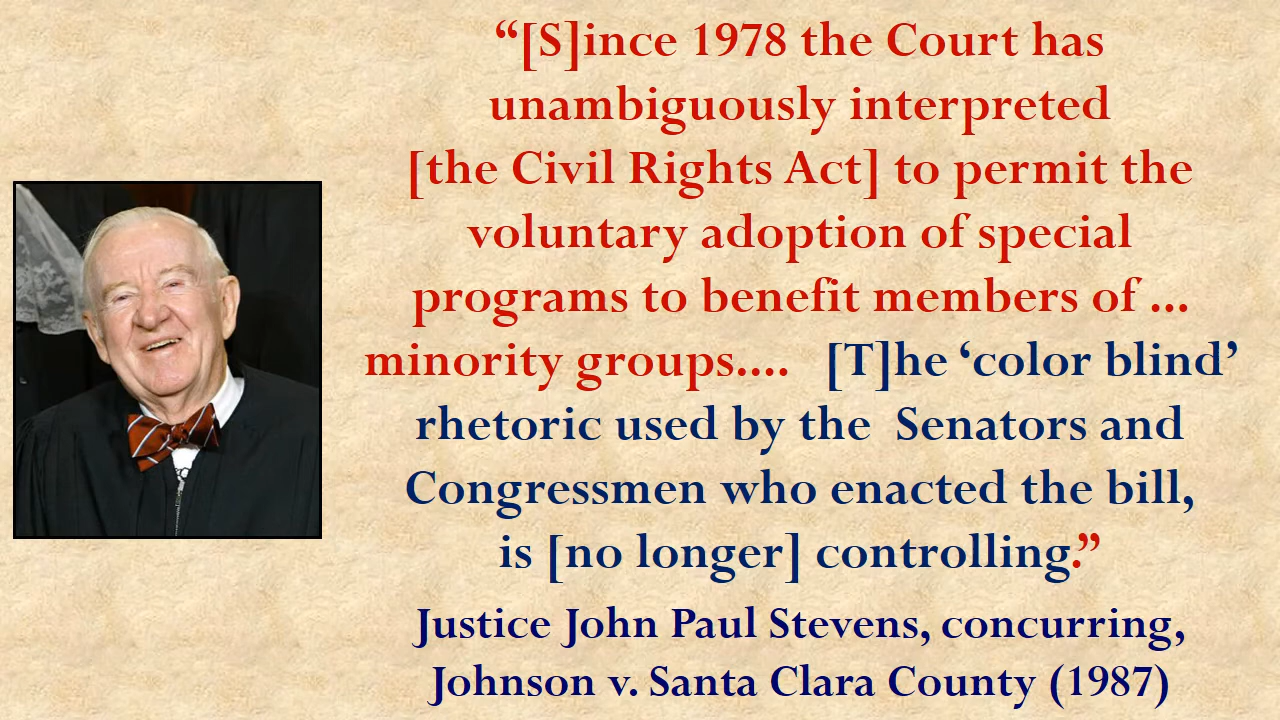 “[S]ince 1978 the Court has
unambiguously interpreted
[the Civil Rights Act] to permit the
voluntary adoption of special
programs to benefit members of ...
minority groups.... [T]he ‘color blind’
rhetoric used by the Senators and
Congressmen who enacted the bill,
is [no longer] controlling.”
Justice John Paul Stevens, concurring,
Johnson v. Santa Clara County (1987)